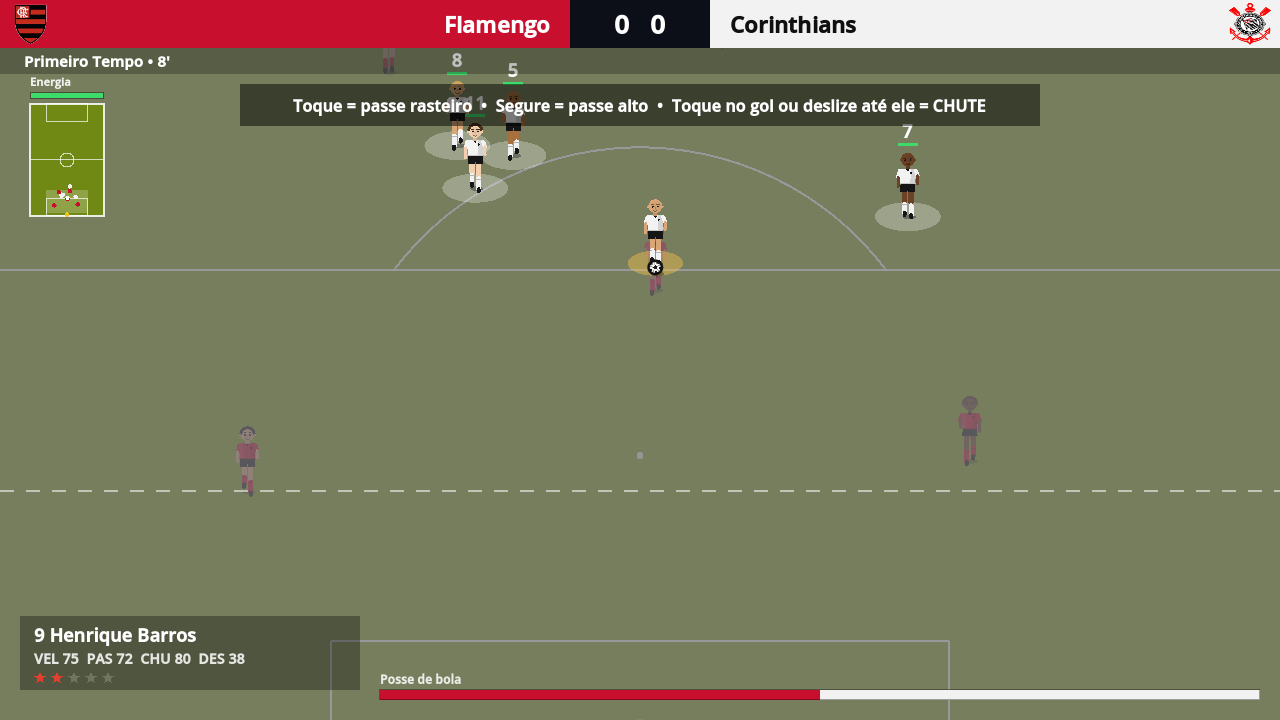 Flamengo 0 0 Corinthians
Primeiro Tempo • 8'
Energia
8
5
11
7
Toque = passe rasteiro • Segure = passe alto • Toque no gol ou deslize até ele = CHUTE
9 Henrique Barros
VEL 75 PAS 72 CHU 80 DES 38
Posse de bola